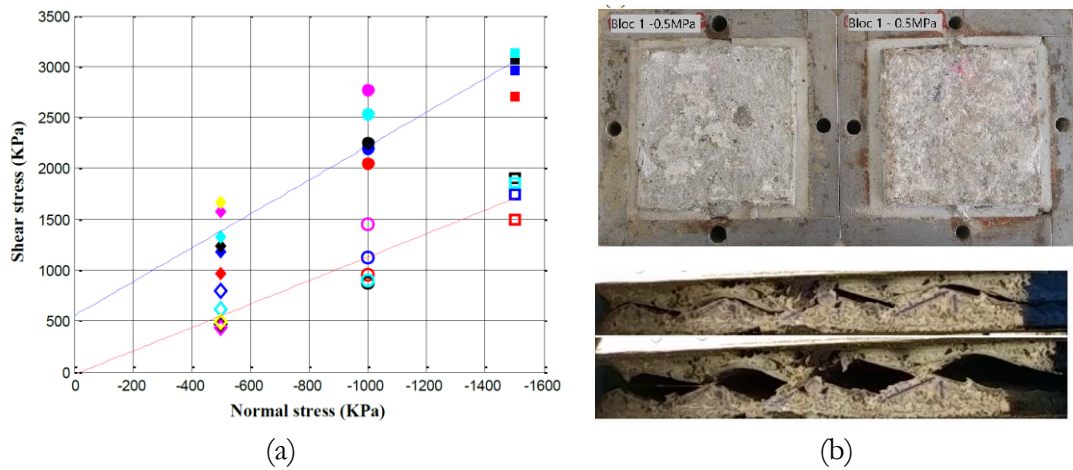 3500
3000
2500
2000
1500
1000
500
0
Shear stress (KPa)
0 -200 -400 -600 -800 -1000 -1200 -1400 -1600
Normal stress (KPa)
(a)
Bloc 1 -0.5MPa
Bloc 1 - 0.5MPa
(b)